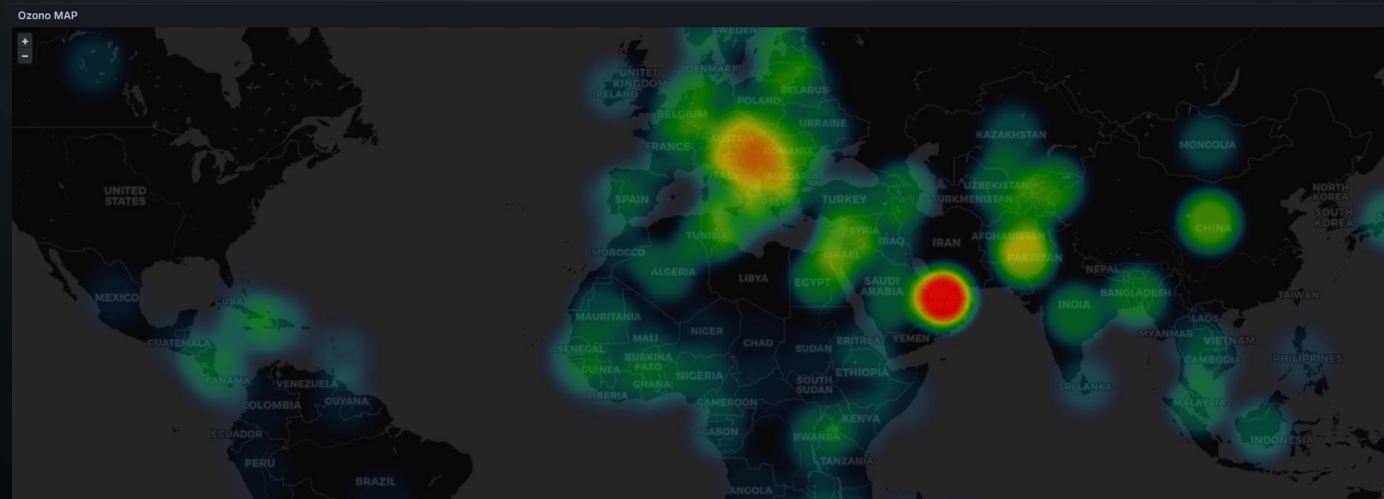 Ozono MAP
+
−
SWEDEN
DENMARK
UNITED
KINGDOM
IRELAND
BELARUS
POLAND
BELGIUM
UKRAINE
FRANCE
KAZAKHSTAN
MONGOLIA
BULGARIA
UNITED
STATES
SPAIN
GREECE
TURKEY
UZBEKISTAN
TURKMENISTAN
NORTH
KOREA
SOUTH
KOREA
TUNISIA
SYRIA
IRAQ
IRAN
AFGHANISTAN
CHINA
MOROCCO
ISRAEL
PAKISTAN
ALGERIA
LIBYA
EGYPT
SAUDI
ARABIA
NEPAL
MEXICO
CUBA
INDIA
BANGLADESH
TAIWAN
MAURITANIA
MYANMAR
LAOS
GUATEMALA
MALI
NIGER
CHAD
SUDAN
ERITREA
YEMEN
VIETNAM
SENEGAL
BURKINA
FASO
GUINEA
CAMBODIA
PHILIPPINES
PANAMA
VENEZUELA
GHANA
NIGERIA
SOUTH
SUDAN
ETHIOPIA
SRI LANKA
LIBERIA
COLOMBIA
GUYANA
CAMEROON
MALAYSIA
ECUADOR
GABON
KENYA
RWANDA
INDONESIA
PERU
TANZANIA
BRAZIL
ANGOLA